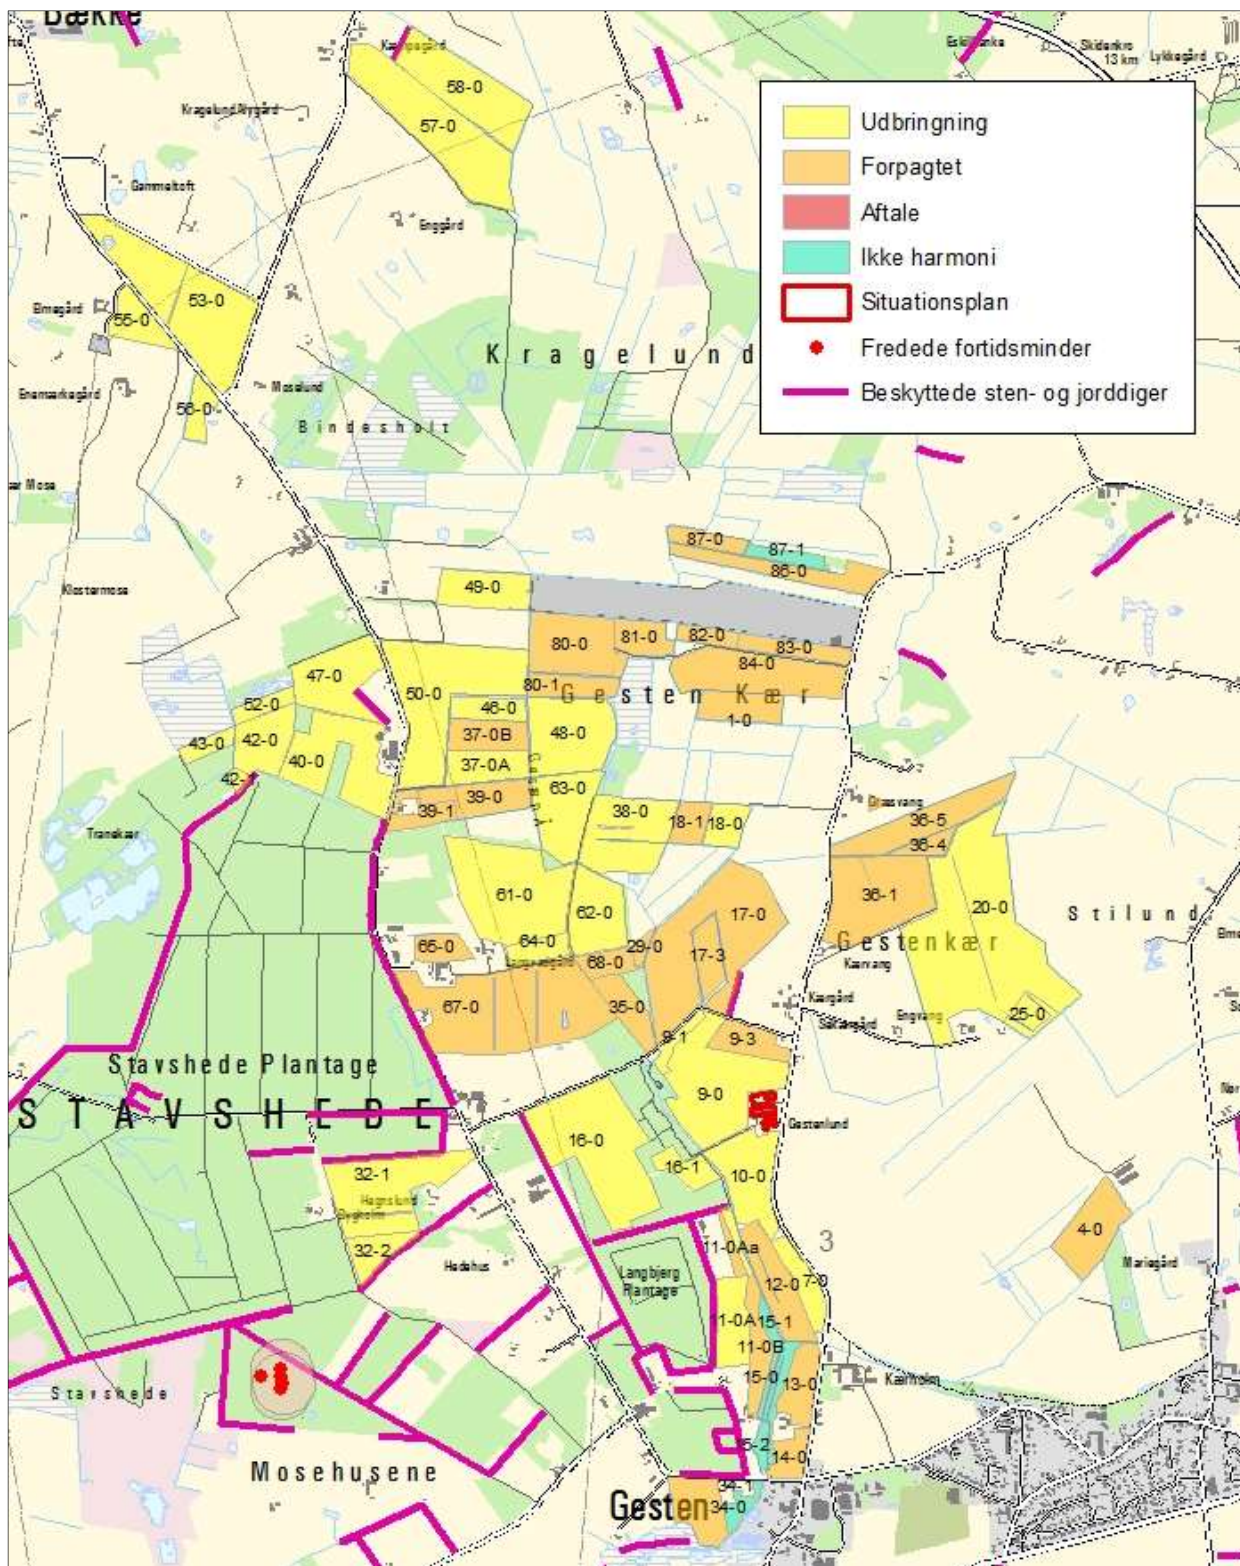 Bække
Kragelund Nygård
Gammeltoft
Enggård
Elmegård
Enemærkegård
Moselund
Bindesholt
Kragelund
58-0
57-0
53-0
55-0
56-0
Skidenkro
13 km
Lykkegård
Udbringning
Forpagtet
Aftale
Ikke harmoni
Situationsplan
Fredede fortidsminder
Beskyttede sten- og jorddiger
Klostermose
87-0
87-1
86-0
49-0
80-0
81-0
82-0
83-0
84-0
80-1
Gesten Kær
1-0
47-0
50-0
52-0
46-0
43-0
42-0
40-0
37-0B
48-0
37-0A
63-0
39-0
39-1
38-0
18-1
18-0
Tranekær
Græsvang
36-5
36-4
36-1
20-0
61-0
62-0
17-0
Stilund
64-0
65-0
29-0
68-0
17-3
Gestenkær
Kærvang
67-0
35-0
Kærgård
Engvang
25-0
9-1
9-3
9-0
Gestenlund
Stavshede Plantage
STAVSHEDE
16-0
16-1
10-0
32-1
Hegnslund
32-2
Hedehus
4-0
3
Mariegård
11-0Aa
Langbjerg
Plantage
12-0
7-0
11-0A
15-1
11-0B
15-0
13-0
Kærholm
Stavshede
14-0
Mosehusene
34-1
Gesten
34-0